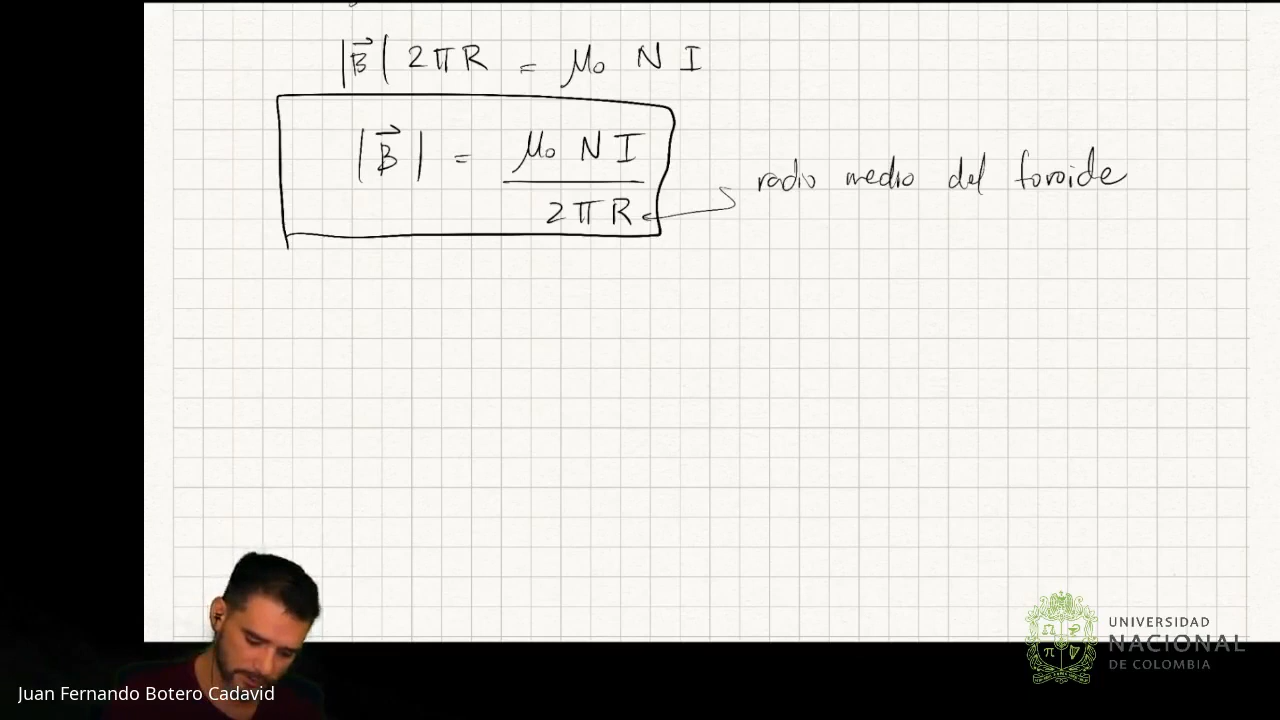 |B⃗| 2πR = μ₀ N I
|B⃗| = μ₀ N I / 2πR
radio medio del toroide
UNIVERSIDAD
NACIONAL
DE COLOMBIA
Juan Fernando Botero Cadavid